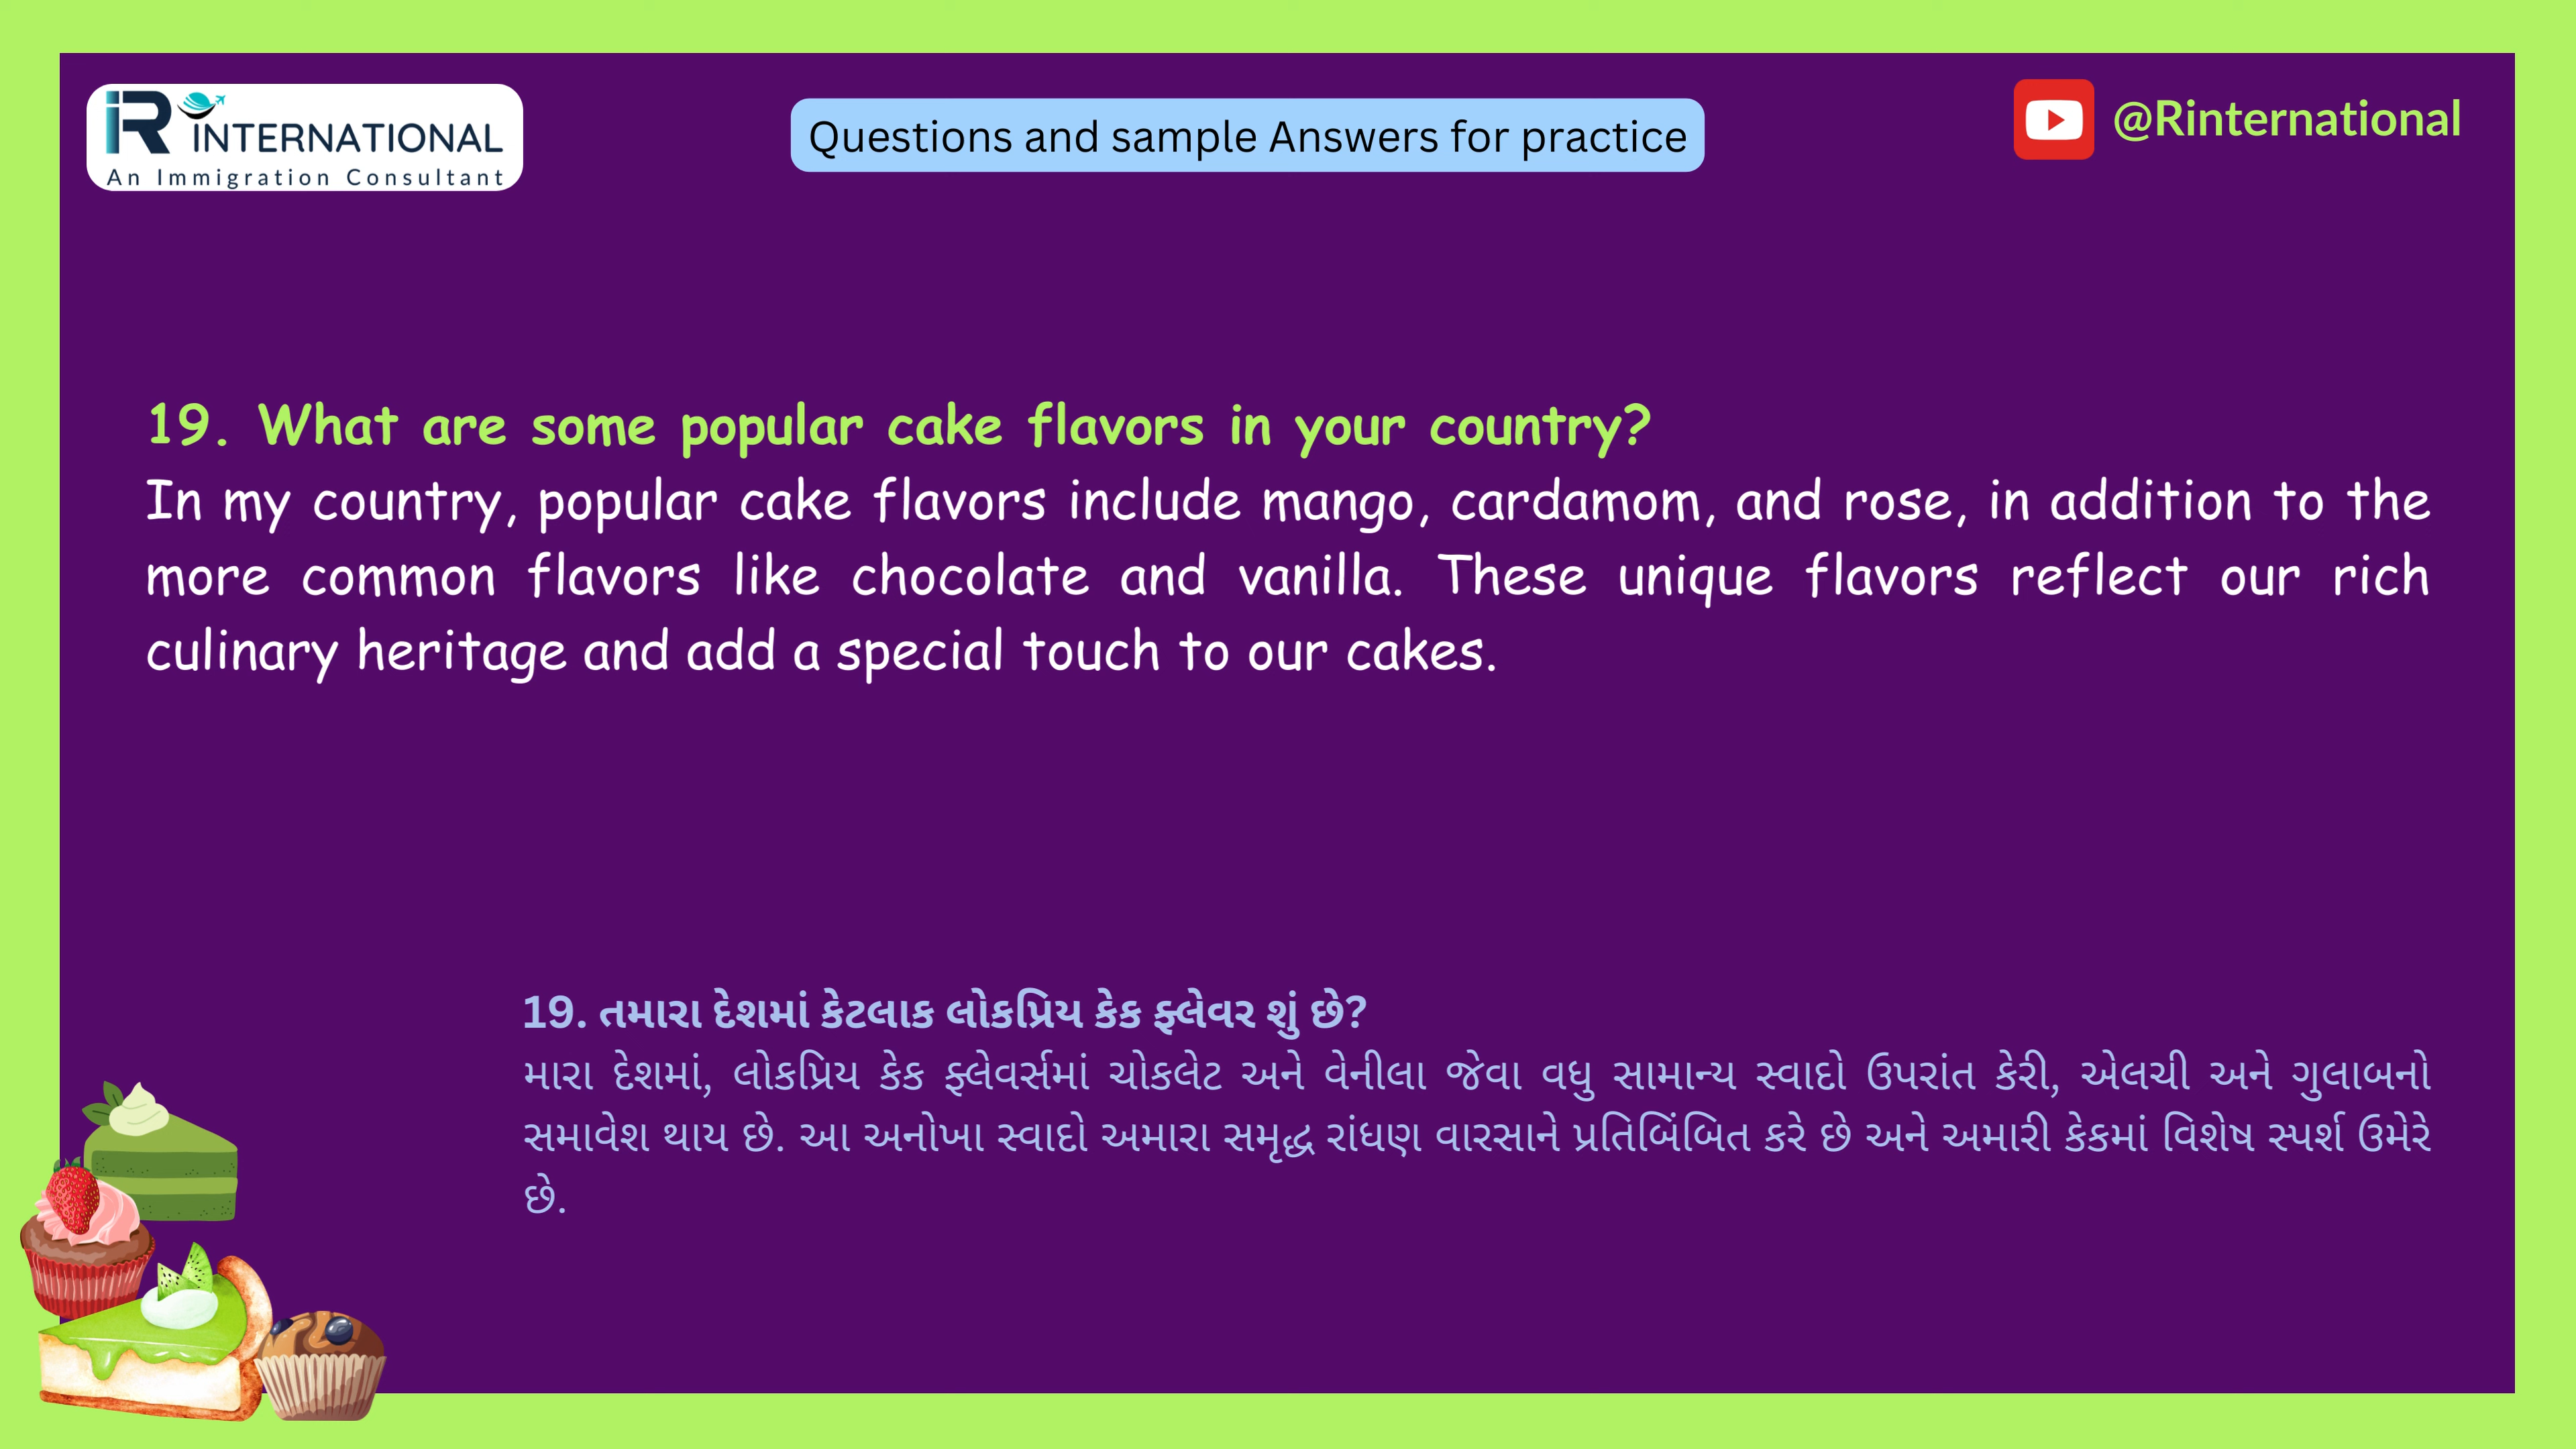 iR INTERNATIONAL
An Immigration Consultant
Questions and sample Answers for practice
@Rinternational
19. What are some popular cake flavors in your country?
In my country, popular cake flavors include mango, cardamom, and rose, in addition to the
more common flavors like chocolate and vanilla. These unique flavors reflect our rich
culinary heritage and add a special touch to our cakes.
19. તમારા દેશમાં કેટલાક લોકપ્રિય કેક ફ્લેવર શું છે?
મારા દેશમાં, લોકપ્રિય કેક ફ્લેવર્સમાં ચોકલેટ અને વેનીલા જેવા વધુ સામાન્ય સ્વાદો ઉપરાંત કેરી, એલચી અને ગુલાબનો
સમાવેશ થાય છે. આ અનોખા સ્વાદો અમારા સમૃદ્ધ રાંધણ વારસાને પ્રતિબિંબિત કરે છે અને અમારી કેકમાં વિશેષ સ્પર્શ ઉમેરે
છે.